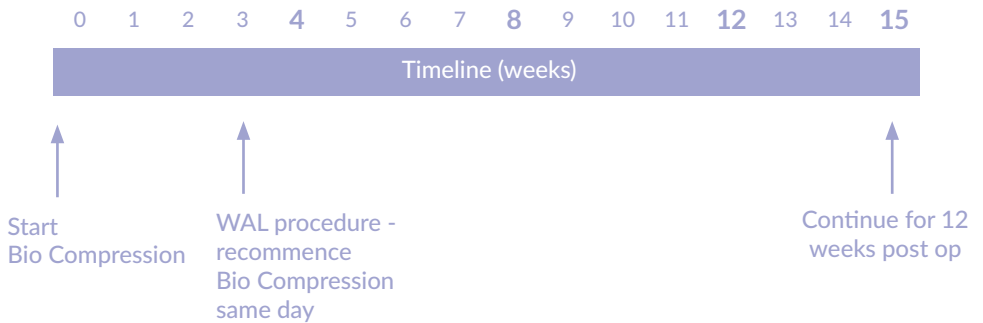 0 1 2 3 4 5 6 7 8 9 10 11 12 13 14 15
Timeline (weeks)
Start
Bio Compression
WAL procedure -
recommence
Bio Compression
same day
Continue for 12
weeks post op